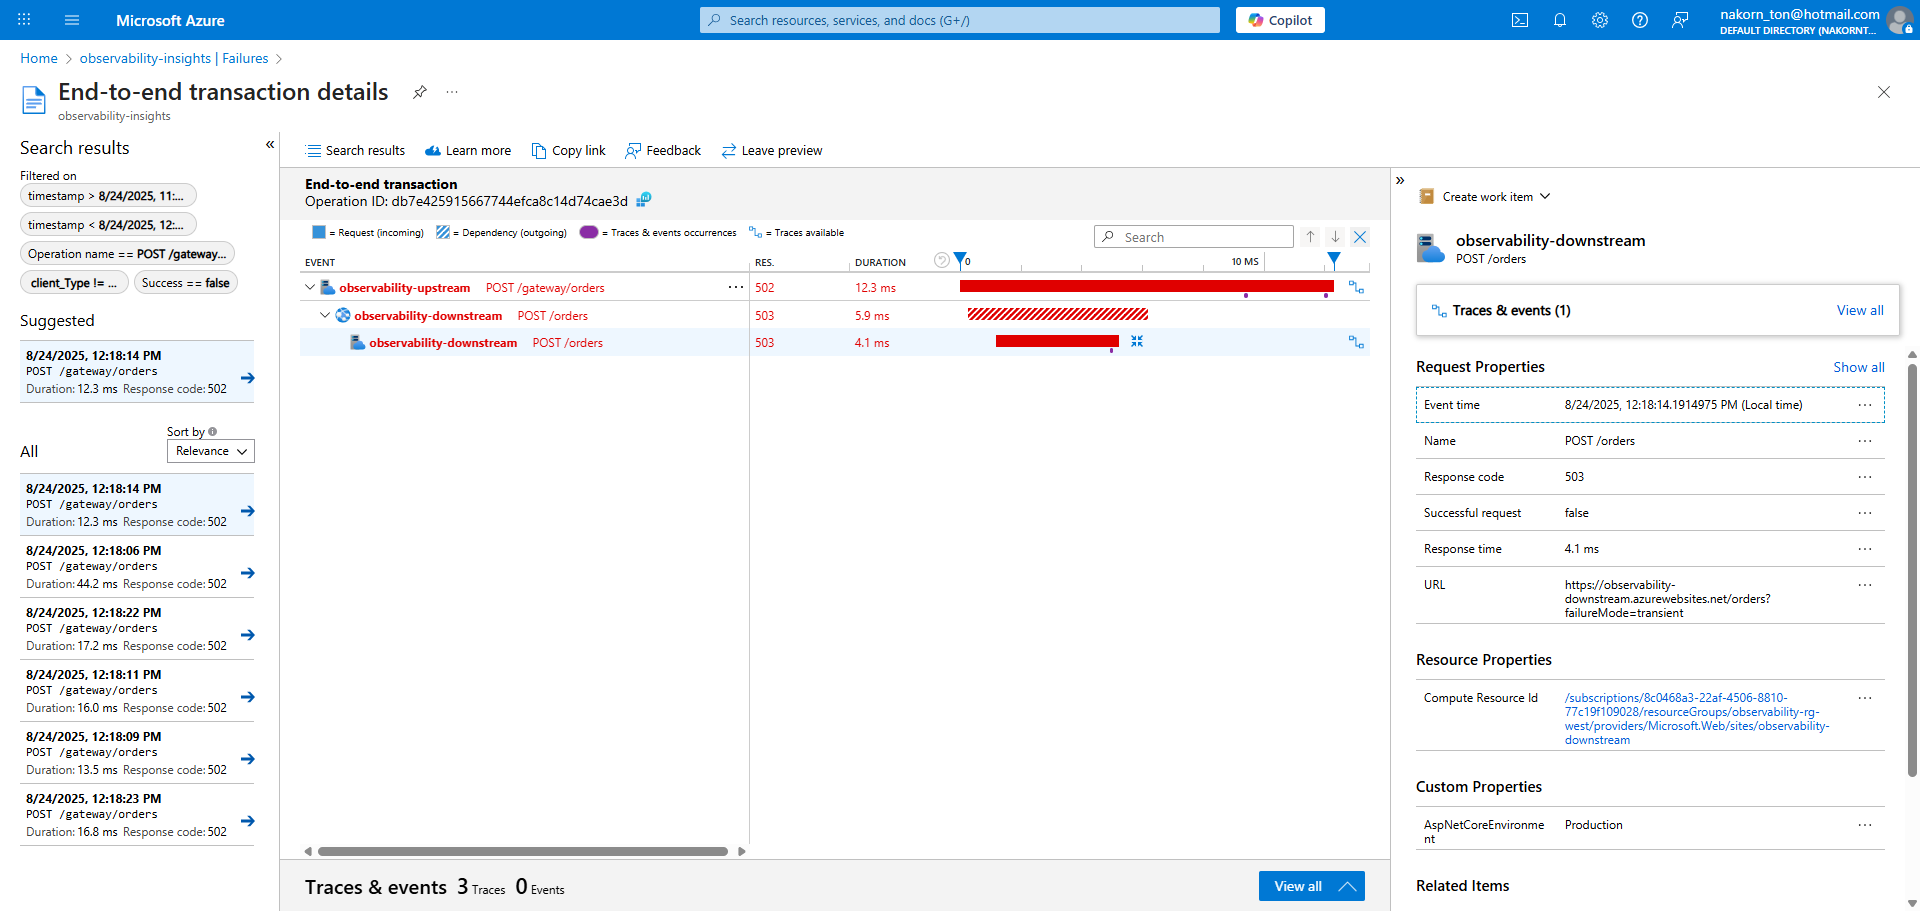 Microsoft Azure
Search resources, services, and docs (G+/)
Copilot
nakorn_ton@hotmail.com
DEFAULT DIRECTORY (NAKORNT...
Home
observability-insights | Failures
End-to-end transaction details
...
observability-insights
Search results
«
Filtered on
timestamp > 8/24/2025, 11:...
timestamp < 8/24/2025, 12:...
Operation name == POST /gateway...
client_Type != ...
Success == false
Suggested
8/24/2025, 12:18:14 PM
POST /gateway/orders
Duration: 12.3 ms Response code: 502
All
Sort by
Relevance
8/24/2025, 12:18:14 PM
POST /gateway/orders
Duration: 12.3 ms Response code: 502
8/24/2025, 12:18:06 PM
POST /gateway/orders
Duration: 44.2 ms Response code: 502
8/24/2025, 12:18:22 PM
POST /gateway/orders
Duration: 17.2 ms Response code: 502
8/24/2025, 12:18:11 PM
POST /gateway/orders
Duration: 16.0 ms Response code: 502
8/24/2025, 12:18:09 PM
POST /gateway/orders
Duration: 13.5 ms Response code: 502
8/24/2025, 12:18:23 PM
POST /gateway/orders
Duration: 16.8 ms Response code: 502
Search results
Learn more
Copy link
Feedback
Leave preview
End-to-end transaction
Operation ID: db7e425915667744efca8c14d74cae3d
= Request (incoming)
= Dependency (outgoing)
= Traces & events occurrences
= Traces available
Search
EVENT RES. DURATION 0 10 MS
observability-upstream POST /gateway/orders ... 502 12.3 ms
observability-downstream POST /orders 503 5.9 ms
observability-downstream POST /orders 503 4.1 ms
Traces & events 3 Traces 0 Events
View all
»
Create work item
observability-downstream
POST /orders
Traces & events (1)
View all
Request Properties
Show all
Event time 8/24/2025, 12:18:14.1914975 PM (Local time) ...
Name POST /orders ...
Response code 503 ...
Successful request false ...
Response time 4.1 ms ...
URL https://observability-
downstream.azurewebsites.net/orders?
failureMode=transient
...
Resource Properties
Compute Resource Id /subscriptions/8c0468a3-22af-4506-8810-
77c19f109028/resourceGroups/observability-rg-
west/providers/Microsoft.Web/sites/observability-
downstream
...
Custom Properties
AspNetCoreEnvironme
nt
Production ...
Related Items